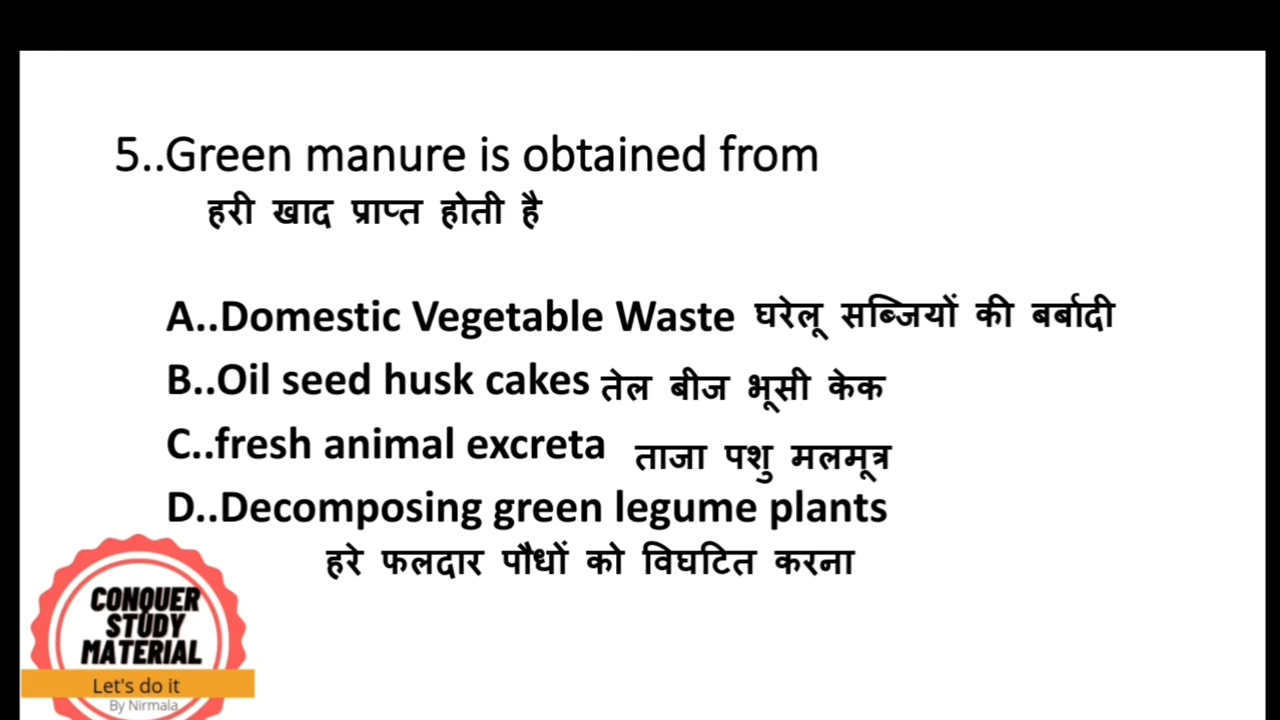 5..Green manure is obtained from
हरी खाद प्राप्त होती है
A..Domestic Vegetable Waste घरेलू सब्जियों की बर्बादी
B..Oil seed husk cakes तेल बीज भूसी केक
C..fresh animal excreta ताजा पशु मलमूत्र
D..Decomposing green legume plants
हरे फलदार पौधों को विघटित करना
CONQUER
STUDY
MATERIAL
Let's do it
By Nirmala